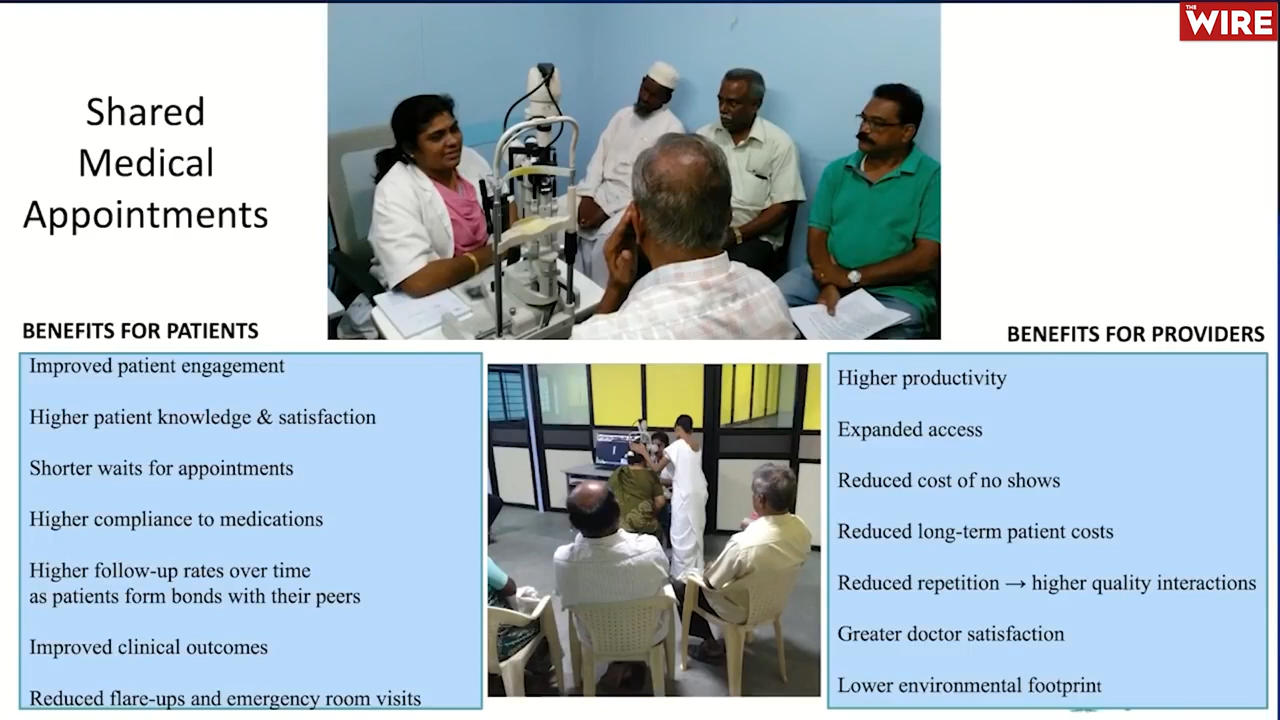 THE
WIRE
Shared
Medical
Appointments
BENEFITS FOR PATIENTS
Improved patient engagement
Higher patient knowledge & satisfaction
Shorter waits for appointments
Higher compliance to medications
Higher follow-up rates over time
as patients form bonds with their peers
Improved clinical outcomes
Reduced flare-ups and emergency room visits
BENEFITS FOR PROVIDERS
Higher productivity
Expanded access
Reduced cost of no shows
Reduced long-term patient costs
Reduced repetition → higher quality interactions
Greater doctor satisfaction
Lower environmental footprint